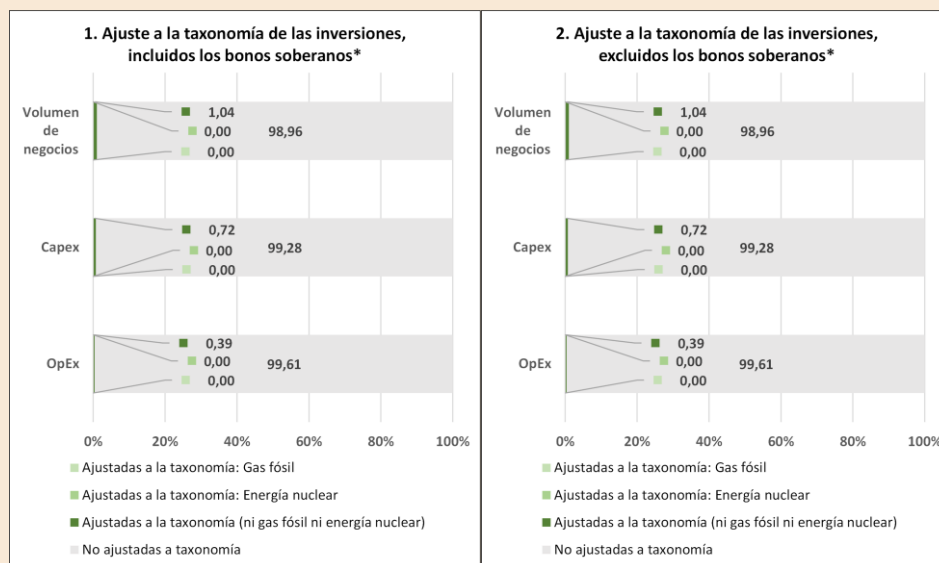 1. Ajuste a la taxonomía de las inversiones,
incluidos los bonos soberanos*
Volumen
de
negocios
1,04
0,00
98,96
0,00
Capex
0,72
0,00
99,28
0,00
OpEx
0,39
0,00
99,61
0,00
0% 20% 40% 60% 80% 100%
Ajustadas a la taxonomía: Gas fósil
Ajustadas a la taxonomía: Energía nuclear
Ajustadas a la taxonomía (ni gas fósil ni energía nuclear)
No ajustadas a taxonomía
2. Ajuste a la taxonomía de las inversiones,
excluidos los bonos soberanos*
Volumen
de
negocios
1,04
0,00
98,96
0,00
Capex
0,72
0,00
99,28
0,00
OpEx
0,39
0,00
99,61
0,00
0% 20% 40% 60% 80% 100%
Ajustadas a la taxonomía: Gas fósil
Ajustadas a la taxonomía: Energía nuclear
Ajustadas a la taxonomía (ni gas fósil ni energía nuclear)
No ajustadas a taxonomía